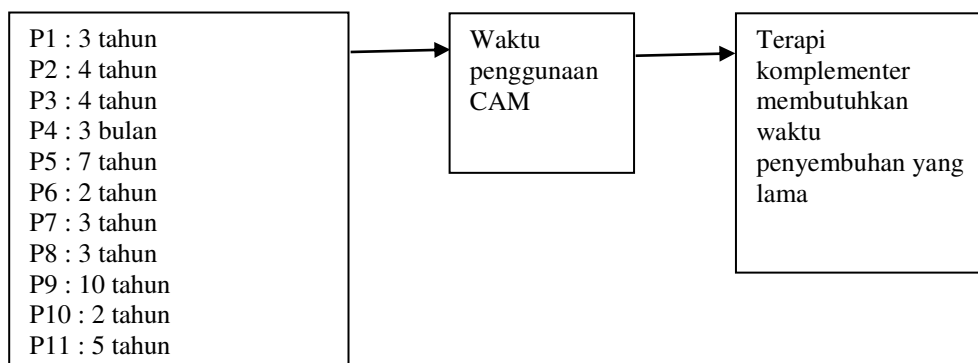 P1 : 3 tahun
P2 : 4 tahun
P3 : 4 tahun
P4 : 3 bulan
P5 : 7 tahun
P6 : 2 tahun
P7 : 3 tahun
P8 : 3 tahun
P9 : 10 tahun
P10 : 2 tahun
P11 : 5 tahun
Waktu
penggunaan
CAM
Terapi
komplementer
membutuhkan
waktu
penyembuhan yang
lama